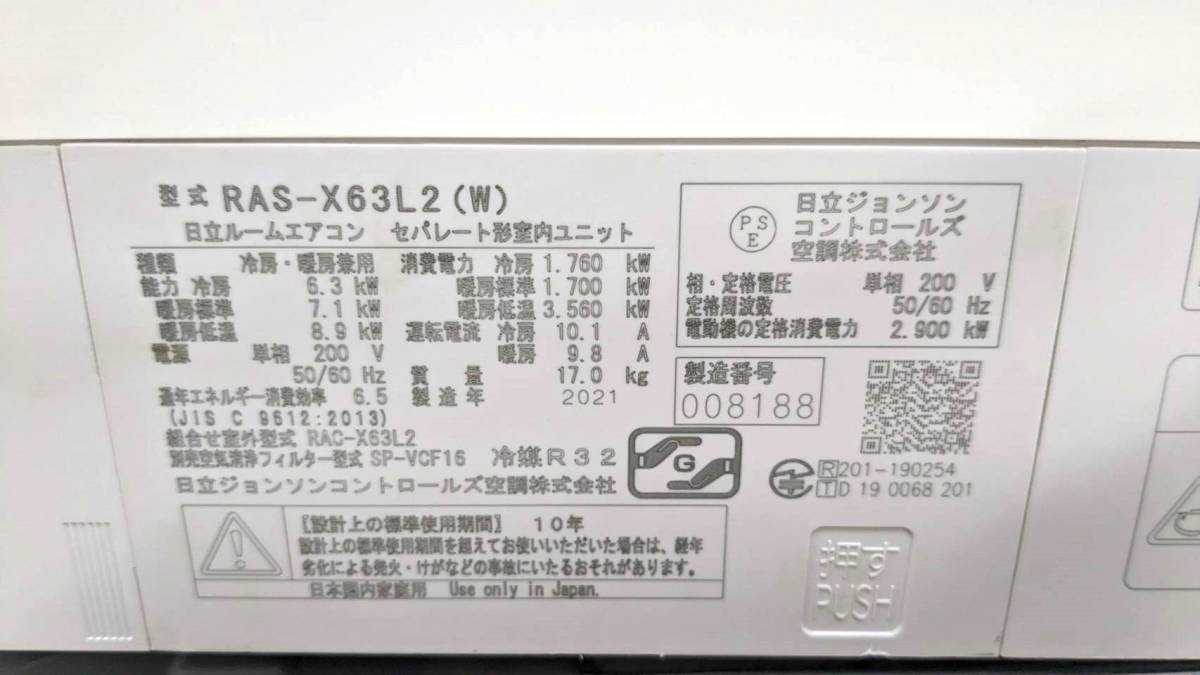 型式 RAS-X63L2(W)
日立ルームエアコン セパレート形室内ユニット
種類 冷房・暖房兼用 消費電力 冷房 1.760 kW
能力 冷房 6.3 kW 暖房標準 1.700 kW
暖房標準 7.1 kW 暖房低温 3.560 kW
暖房低温 8.9 kW 運転電流 冷房 10.1 A
電源 単相 200 V 暖房 9.8 A
50/60 Hz 質量 17.0 kg
通年エネルギー消費効率 6.5 製造年 2021
(JIS C 9612:2013)
組合せ室外型式 RAC-X63L2
別売空気清浄フィルター型式 SP-VCF16 冷媒R32
日立ジョンソンコントロールズ空調株式会社
G
PS
E
日立ジョンソン
コントロールズ
空調株式会社
相・定格電圧 単相 200 V
定格周波数 50/60 Hz
電動機の定格消費電力 2.900 kW
製造番号
008188
R 201-190254
T D 19 0068 201
【設計上の標準使用期間】 10年
設計上の標準使用期間を超えてお使いいただいた場合は、経年
劣化による発火・けがなどの事故にいたるおそれがあります。
日本国内家庭用 Use only in Japan.
押す
PUSH